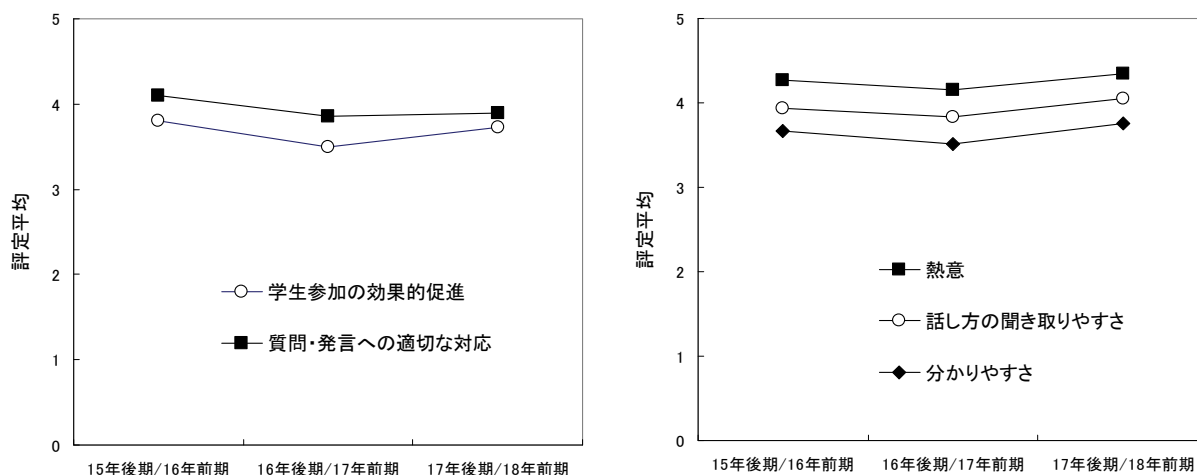 5
4
3
2
1
0
評定平均
学生参加の効果的促進
質問・発言への適切な対応
15年後期/16年前期 16年後期/17年前期 17年後期/18年前期
5
4
3
2
1
0
評定平均
熱意
話し方の聞き取りやすさ
分かりやすさ
15年後期/16年前期 16年後期/17年前期 17年後期/18年前期